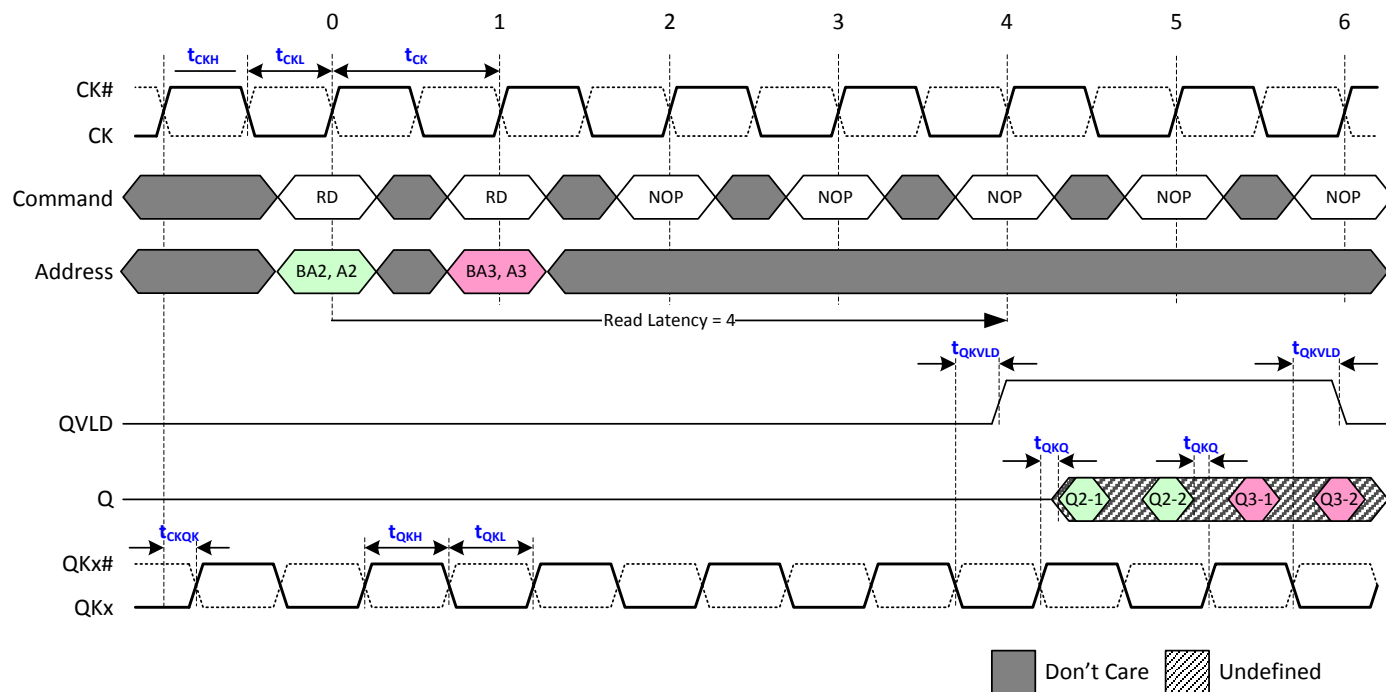 0 1 2 3 4 5 6
tCKH tCKL tCK
CK#
CK
Command RD RD NOP NOP NOP NOP NOP
Address BA2, A2 BA3, A3
Read Latency = 4
tQKVLD tQKVLD
QVLD
tQKQ tQKQ
Q Q2-1 Q2-2 Q3-1 Q3-2
tCKQK tQKH tQKL
QKx#
QKx
Don't Care Undefined